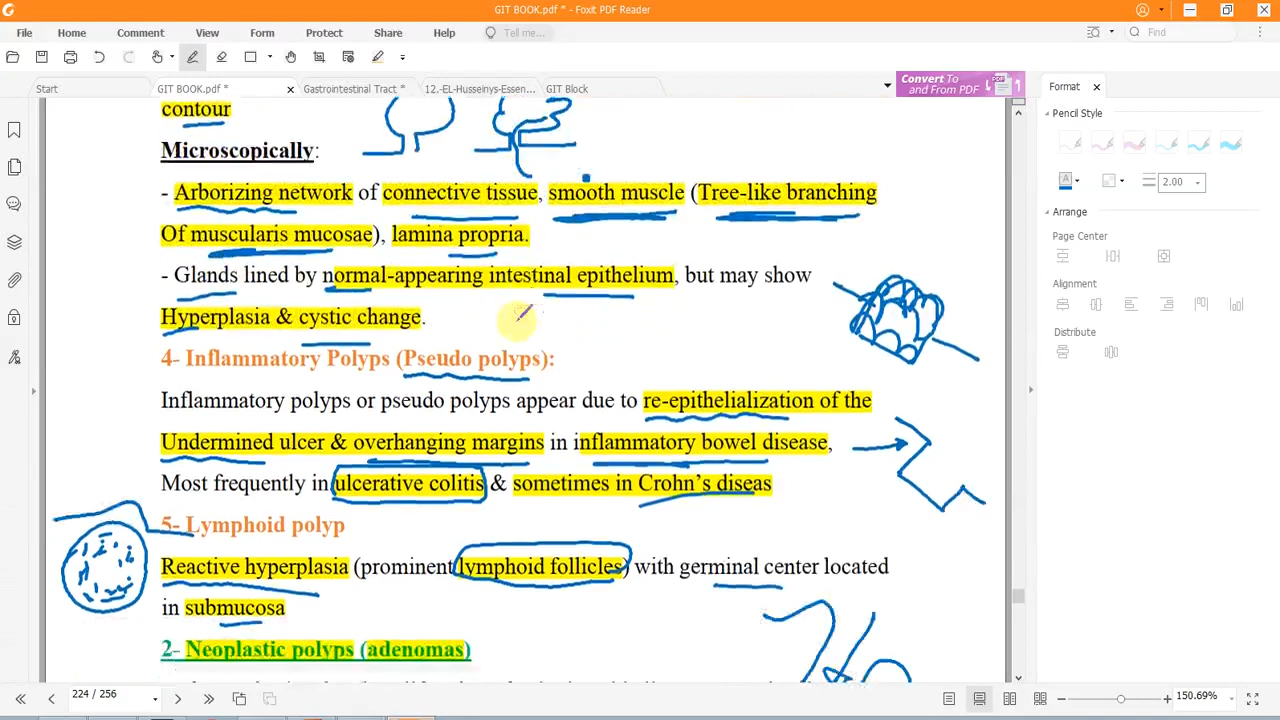 GIT BOOK.pdf * - Foxit PDF Reader
File Home Comment View Form Protect Share Help Tell me... Find
Start GIT BOOK.pdf * Gastrointestinal Tract * 12.-EL-Husseinys-Essen... GIT Block
Convert To
and From PDF
PDF
Format
Pencil Style
2.00
Arrange
Page Center
Alignment
Distribute
contour
Microscopically:
- Arborizing network of connective tissue, smooth muscle (Tree-like branching
Of muscularis mucosae), lamina propria.
- Glands lined by normal-appearing intestinal epithelium, but may show
Hyperplasia & cystic change.
4- Inflammatory Polyps (Pseudo polyps):
Inflammatory polyps or pseudo polyps appear due to re-epithelialization of the
Undermined ulcer & overhanging margins in inflammatory bowel disease,
Most frequently in ulcerative colitis & sometimes in Crohn's diseas
5- Lymphoid polyp
Reactive hyperplasia (prominent lymphoid follicles) with germinal center located
in submucosa
2- Neoplastic polyps (adenomas)
224 / 256
150.69%